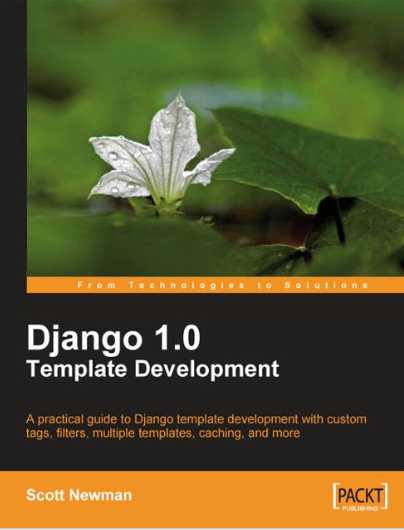 From Technologies to Solutions
Django 1.0
Template Development
A practical guide to Django template development with custom
tags, filters, multiple templates, caching, and more
Scott Newman
[PACKT]
PUBLISHING